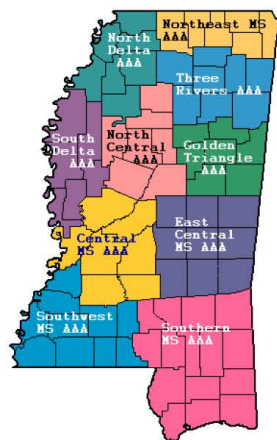 Northeast MS
AAA
North
Delta
AAA
Three
Rivers AAA
South
Delta
AAA
North
Central
AAA
Golden
Triangle
AAA
Central
MS AAA
East
Central
MS AAA
Southwest
MS AAA
Southern
MS AAA